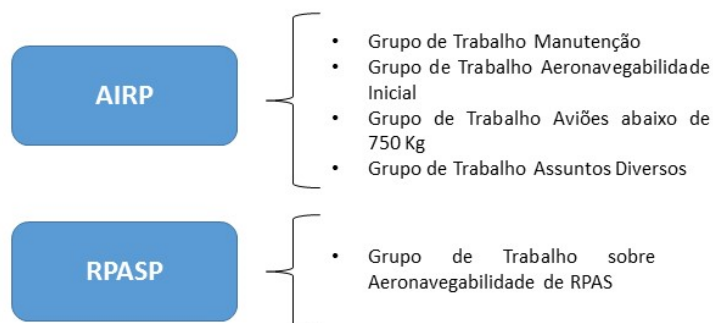 AIRP
• Grupo de Trabalho Manutenção
• Grupo de Trabalho Aeronavegabilidade
Inicial
• Grupo de Trabalho Aviões abaixo de
750 Kg
• Grupo de Trabalho Assuntos Diversos
RPASP
• Grupo de Trabalho sobre
Aeronavegabilidade de RPAS